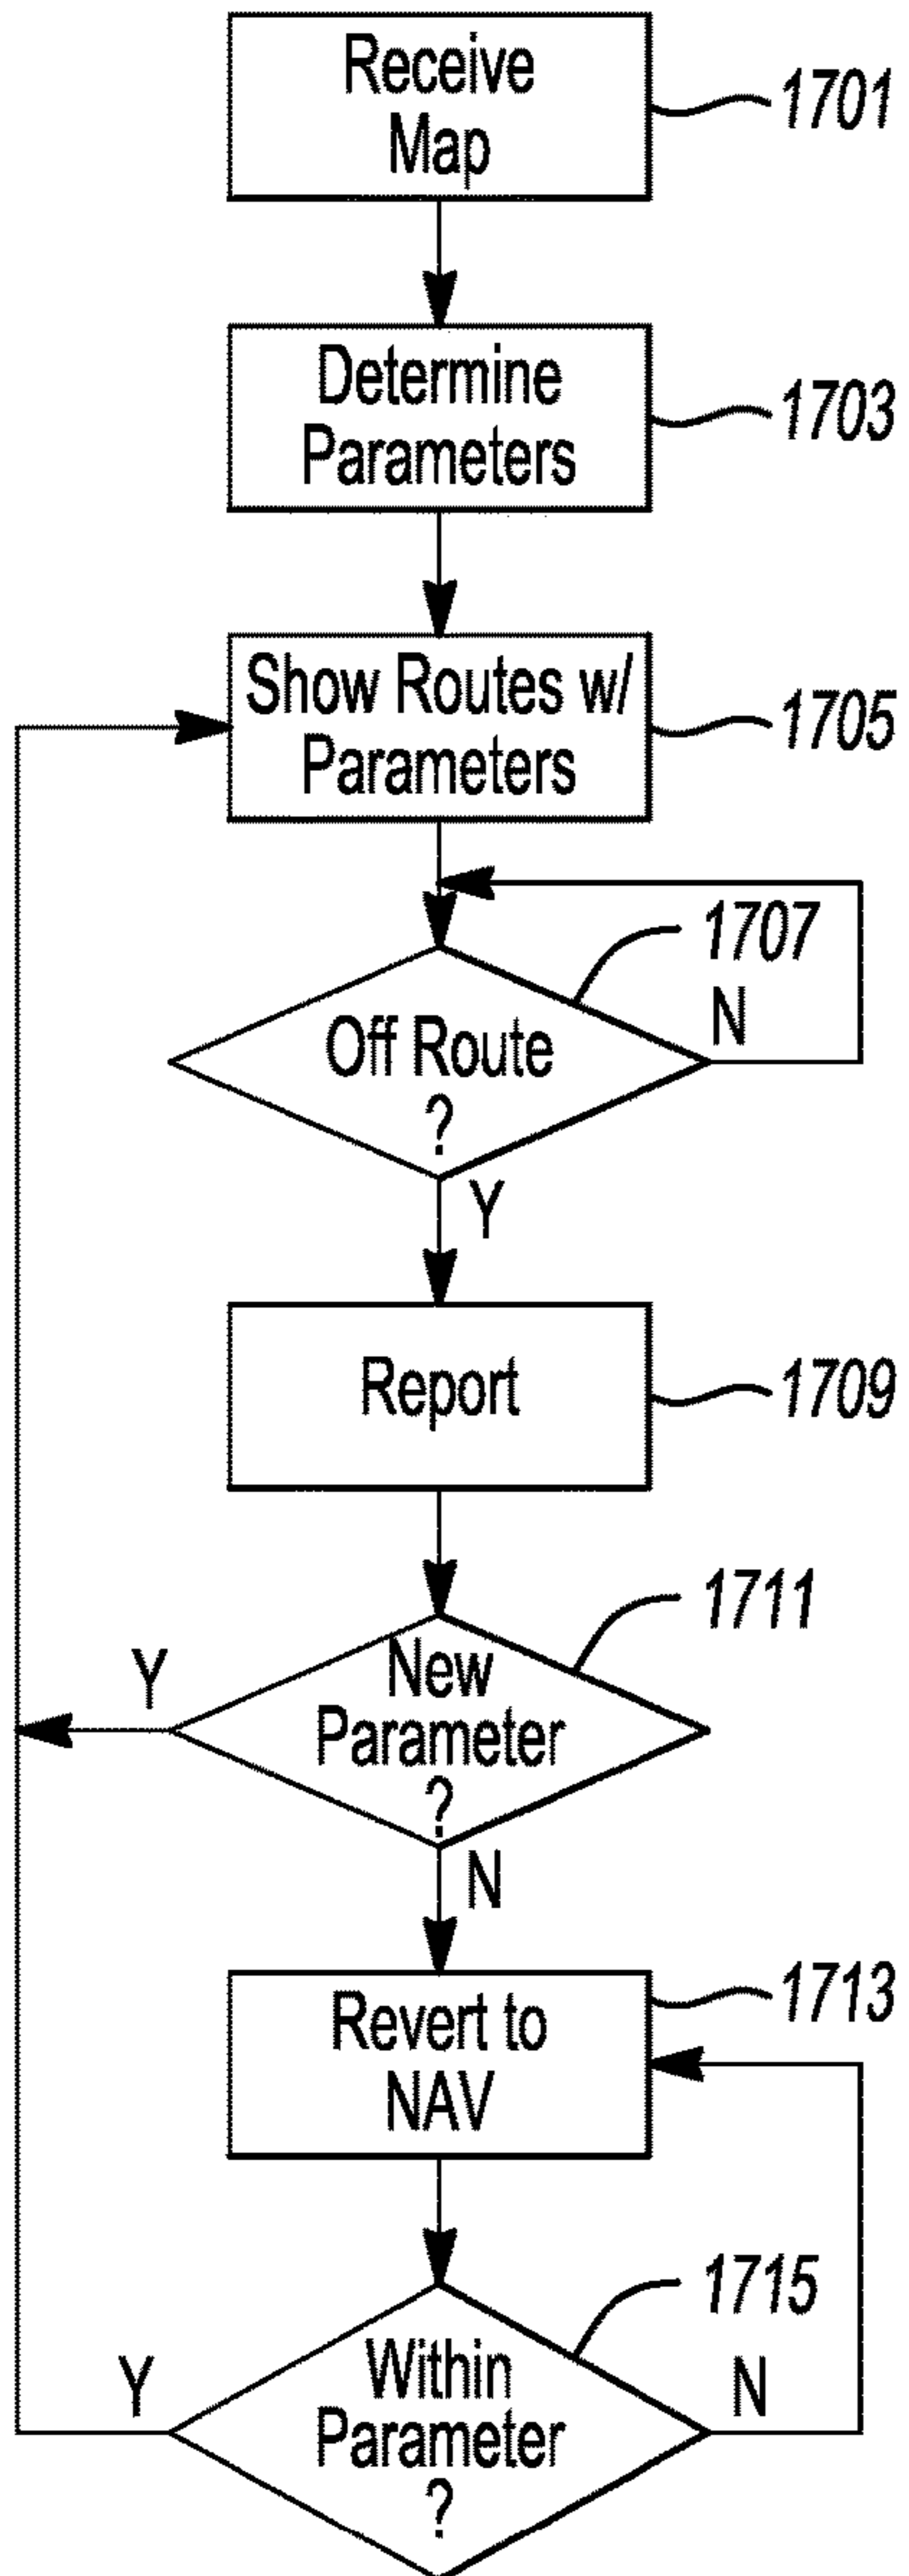 Receive
Map
1701
Determine
Parameters
1703
Show Routes w/
Parameters
1705
1707
N
Off Route
?
Y
Report
1709
1711
Y
New
Parameter
?
N
1713
Revert to
NAV
1715
Y
Within
Parameter
?
N